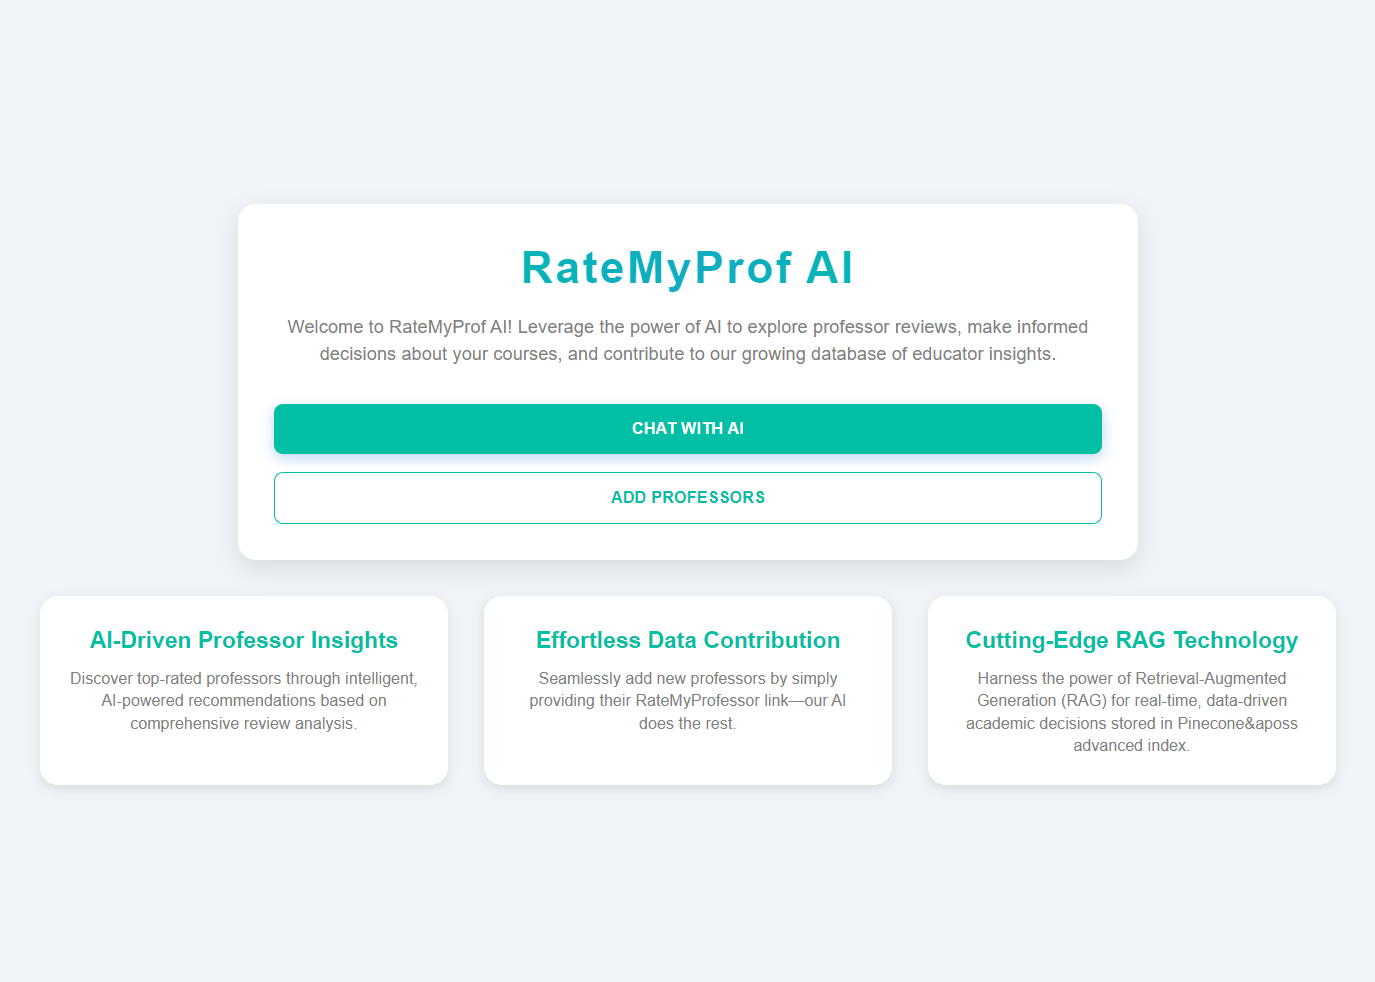 RateMyProf AI
Welcome to RateMyProf AI! Leverage the power of AI to explore professor reviews, make informed
decisions about your courses, and contribute to our growing database of educator insights.
CHAT WITH AI
ADD PROFESSORS
AI-Driven Professor Insights
Discover top-rated professors through intelligent,
AI-powered recommendations based on
comprehensive review analysis.
Effortless Data Contribution
Seamlessly add new professors by simply
providing their RateMyProfessor link—our AI
does the rest.
Cutting-Edge RAG Technology
Harness the power of Retrieval-Augmented
Generation (RAG) for real-time, data-driven
academic decisions stored in Pinecone&aposs
advanced index.